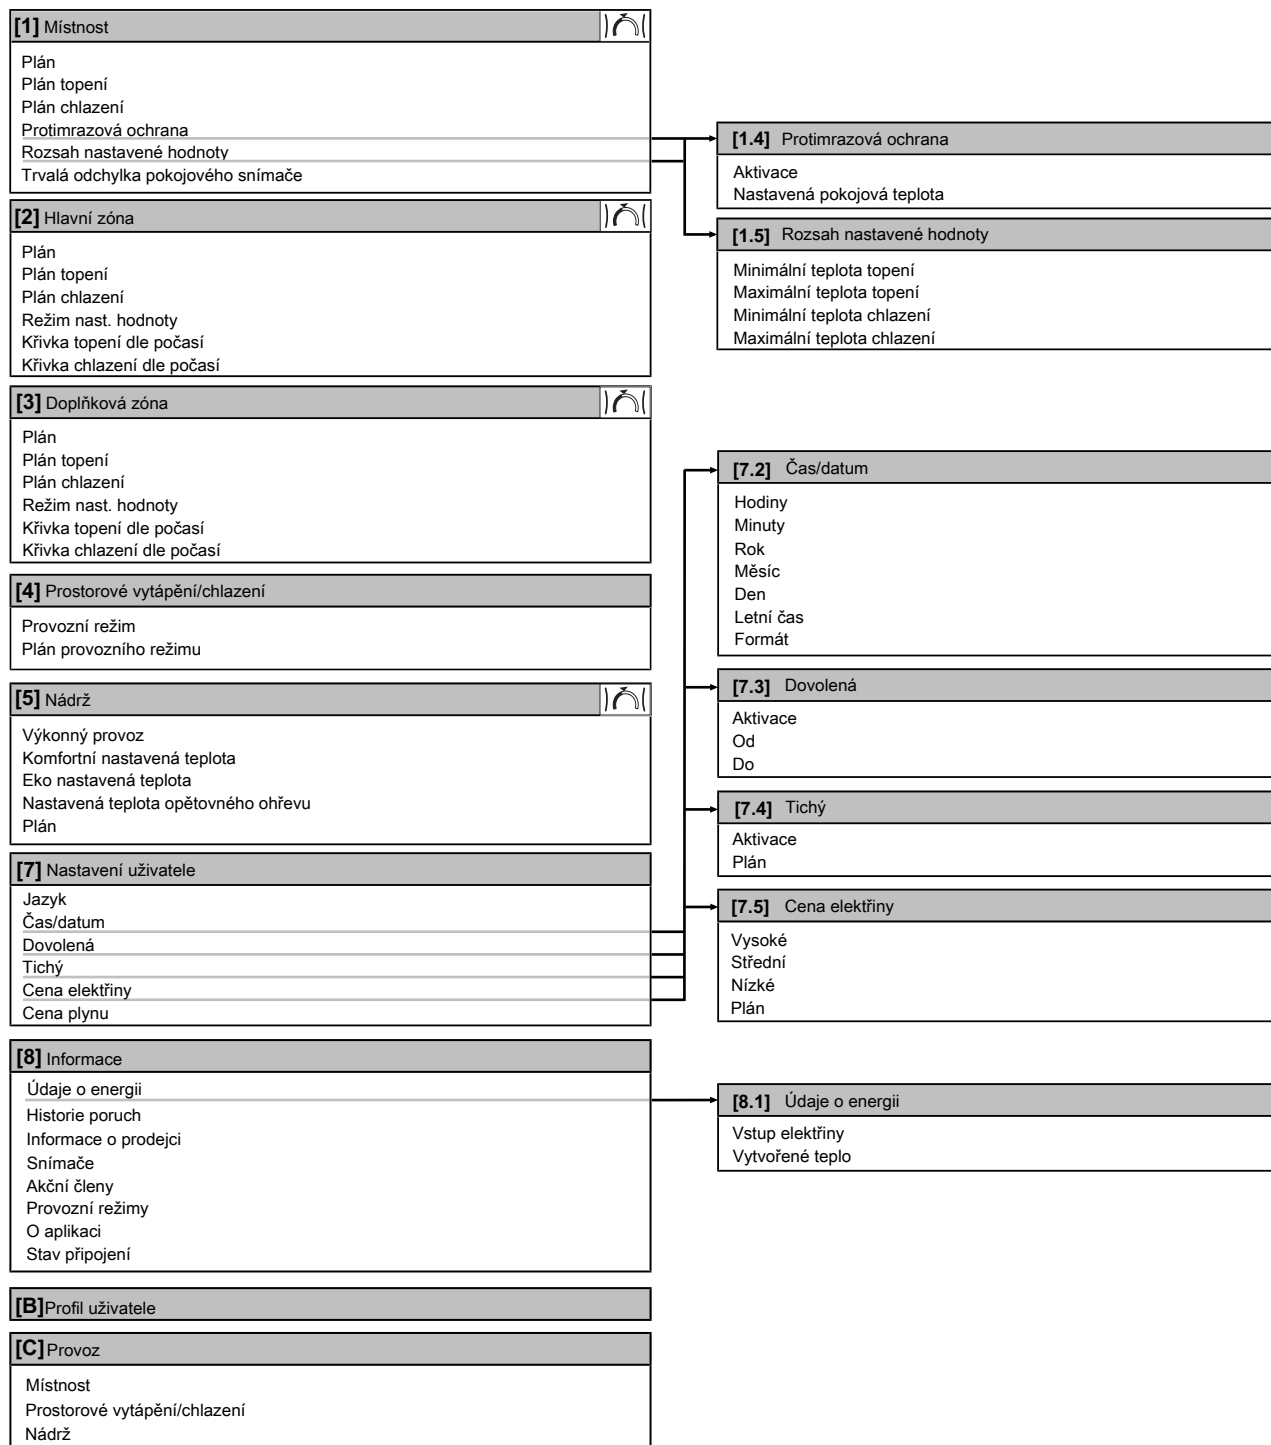 [1] Místnost
Plán
Plán topení
Plán chlazení
Protimrazová ochrana
Rozsah nastavené hodnoty
Trvalá odchylka pokojového snímače
[1.4] Protimrazová ochrana
Aktivace
Nastavená pokojová teplota
[1.5] Rozsah nastavené hodnoty
Minimální teplota topení
Maximální teplota topení
Minimální teplota chlazení
Maximální teplota chlazení
[2] Hlavní zóna
Plán
Plán topení
Plán chlazení
Režim nast. hodnoty
Křivka topení dle počasí
Křivka chlazení dle počasí
[3] Doplňková zóna
Plán
Plán topení
Plán chlazení
Režim nast. hodnoty
Křivka topení dle počasí
Křivka chlazení dle počasí
[4] Prostorové vytápění/chlazení
Provozní režim
Plán provozního režimu
[5] Nádrž
Výkonný provoz
Komfortní nastavená teplota
Eko nastavená teplota
Nastavená teplota opětovného ohřevu
Plán
[7] Nastavení uživatele
Jazyk
Čas/datum
Dovolená
Tichý
Cena elektřiny
Cena plynu
[7.2] Čas/datum
Hodiny
Minuty
Rok
Měsíc
Den
Letní čas
Formát
[7.3] Dovolená
Aktivace
Od
Do
[7.4] Tichý
Aktivace
Plán
[7.5] Cena elektřiny
Vysoké
Střední
Nízké
Plán
[8] Informace
Údaje o energii
Historie poruch
Informace o prodejci
Snímače
Akční členy
Provozní režimy
O aplikaci
Stav připojení
[8.1] Údaje o energii
Vstup elektřiny
Vytvořené teplo
[B] Profil uživatele
[C] Provoz
Místnost
Prostorové vytápění/chlazení
Nádrž